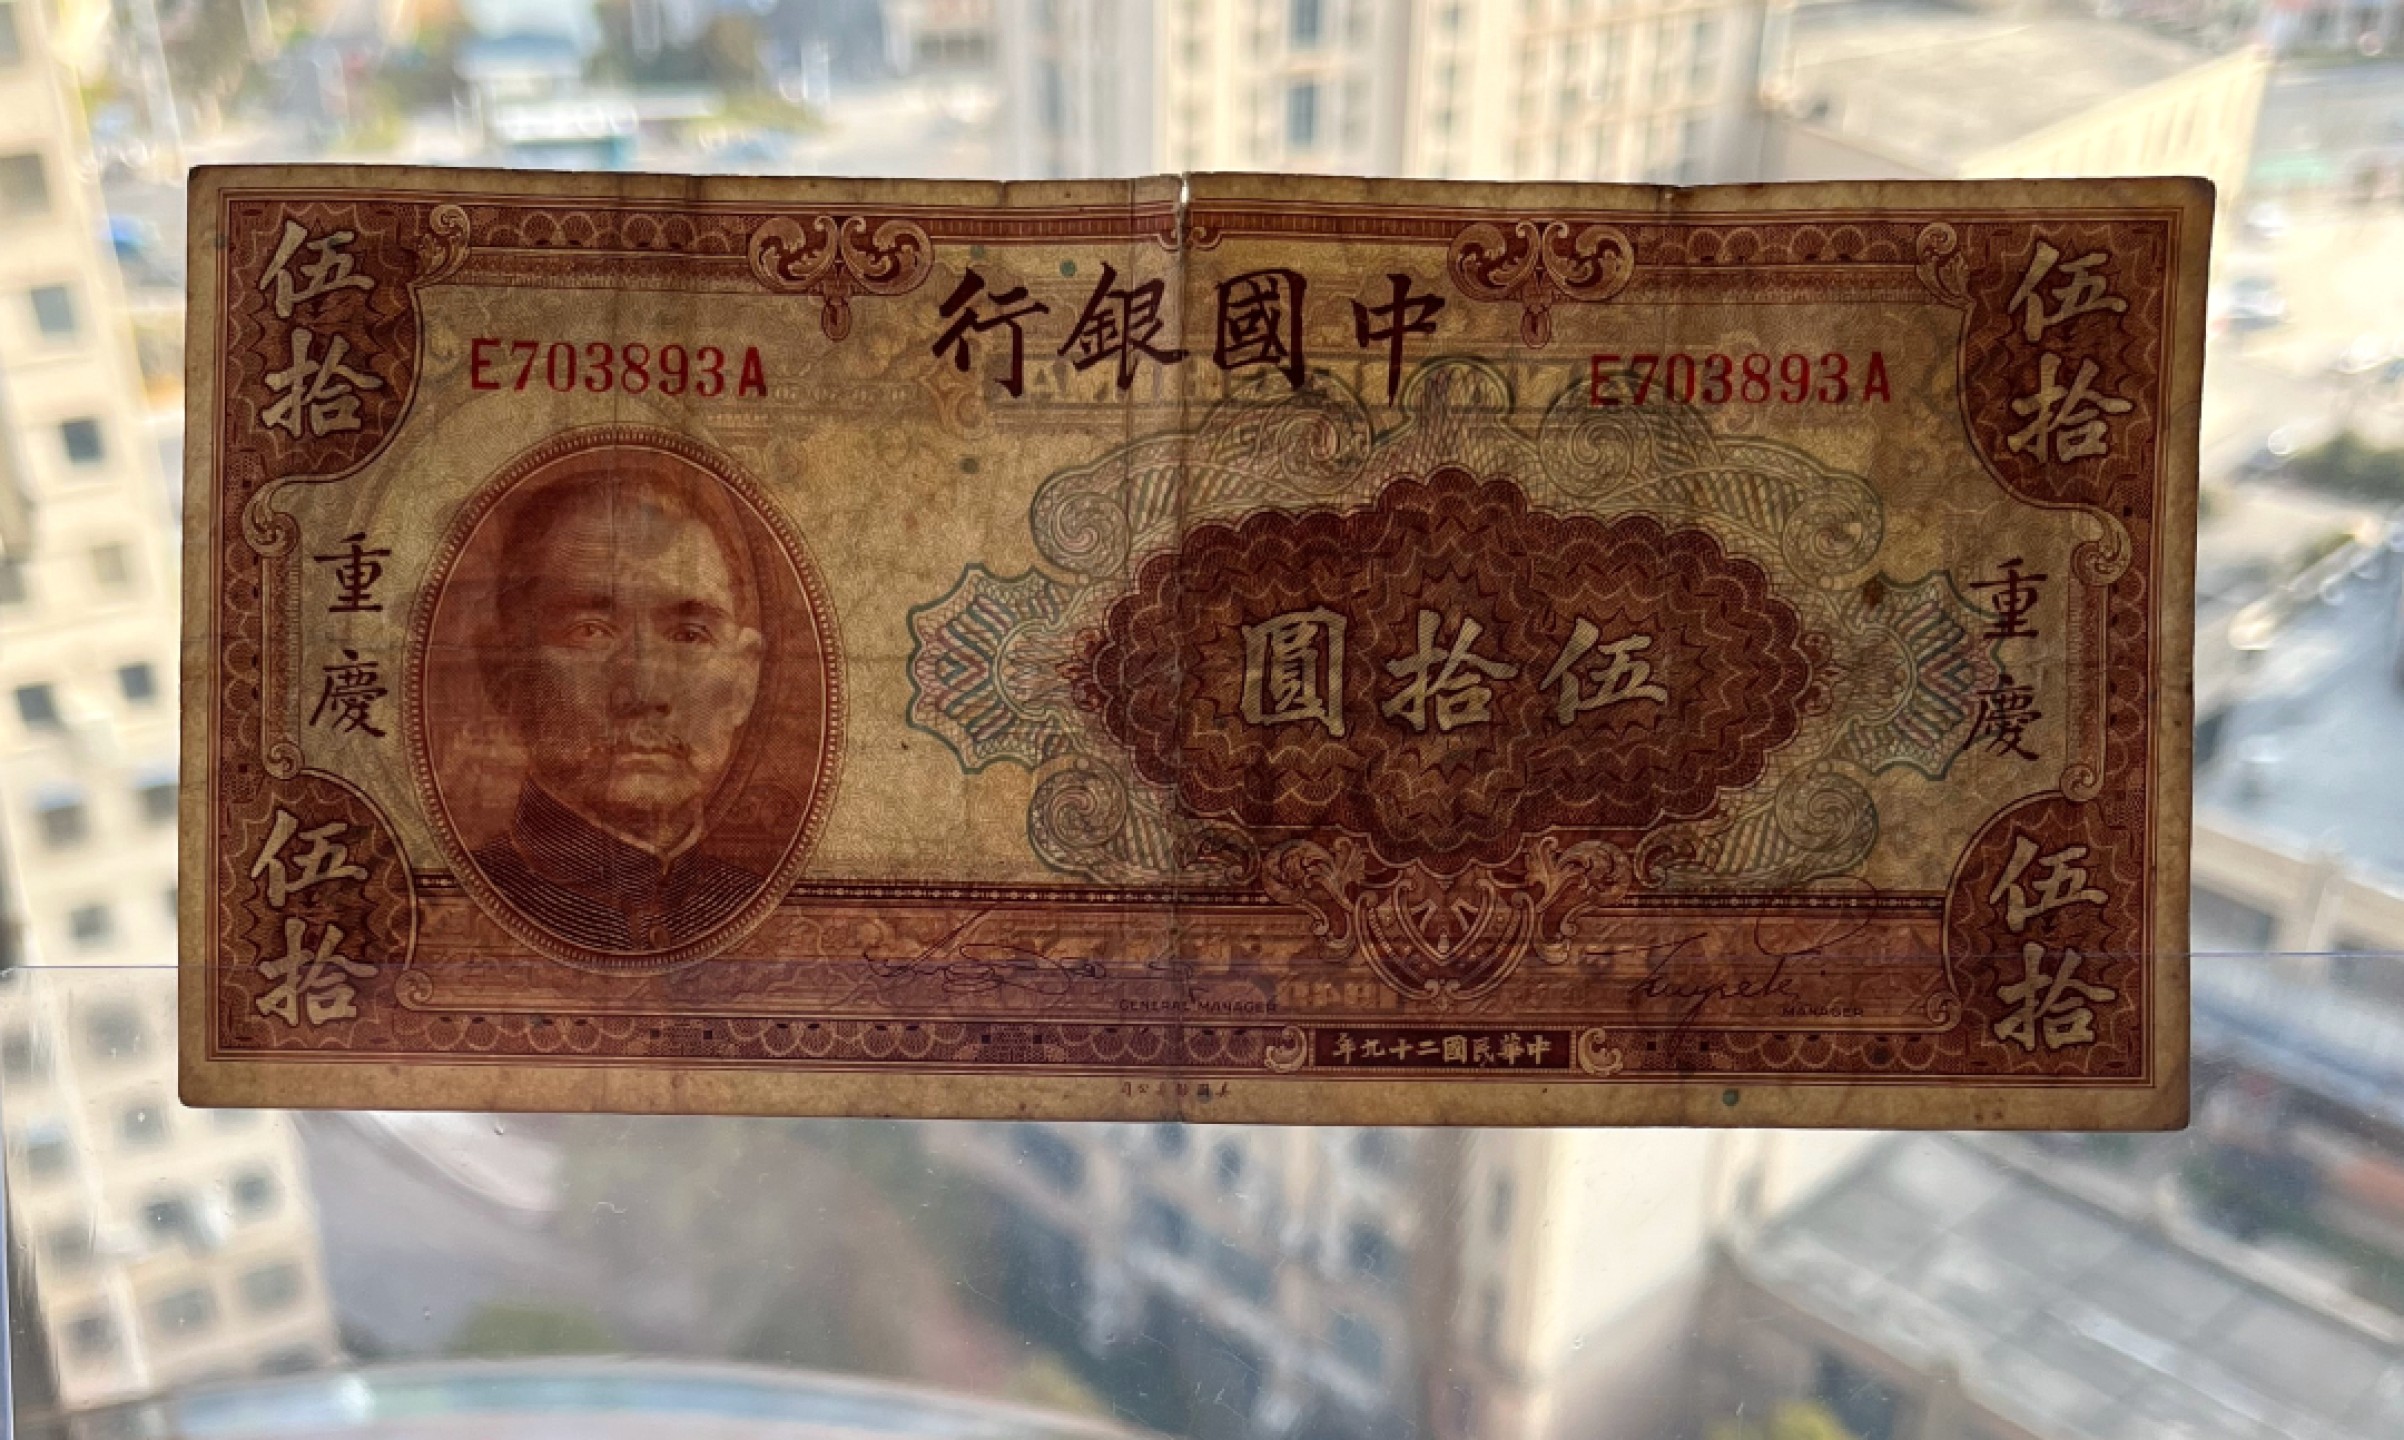 中國銀行
伍拾
伍拾
E703893A
E703893A
重慶
重慶
伍拾圓
伍拾
伍拾
GENERAL MANAGER
MANAGER
中華民國二十九年